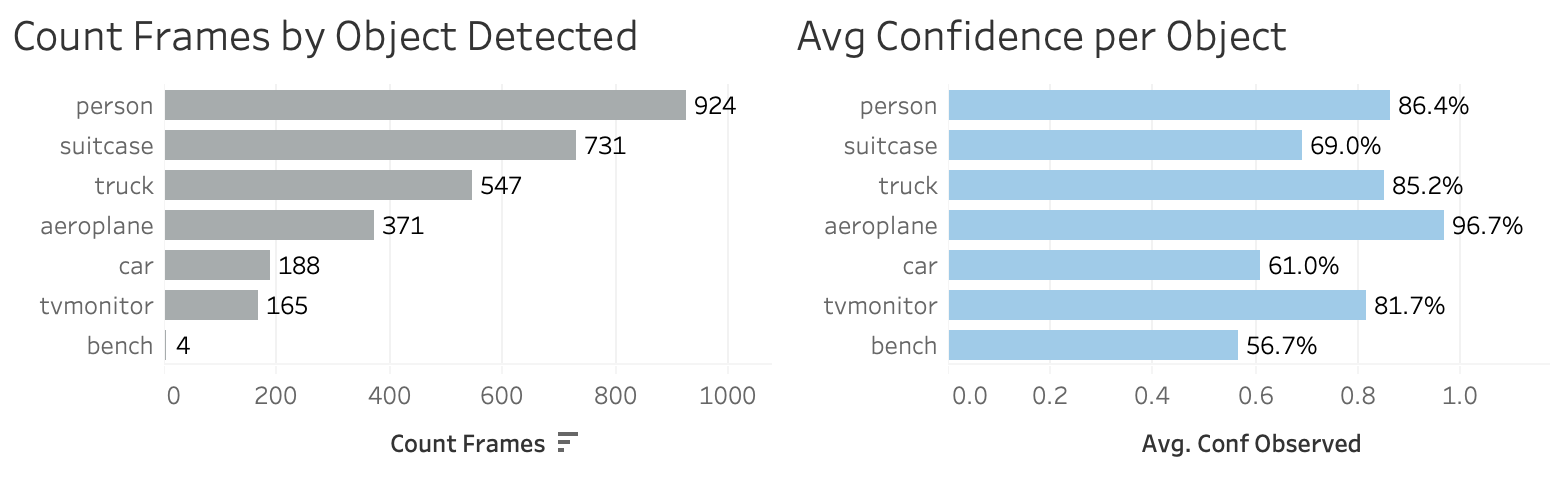 Count Frames by Object Detected
person 924
suitcase 731
truck 547
aeroplane 371
car 188
tvmonitor 165
bench 4
0 200 400 600 800 1000
Count Frames
Avg Confidence per Object
person 86.4%
suitcase 69.0%
truck 85.2%
aeroplane 96.7%
car 61.0%
tvmonitor 81.7%
bench 56.7%
0.0 0.2 0.4 0.6 0.8 1.0
Avg. Conf Observed